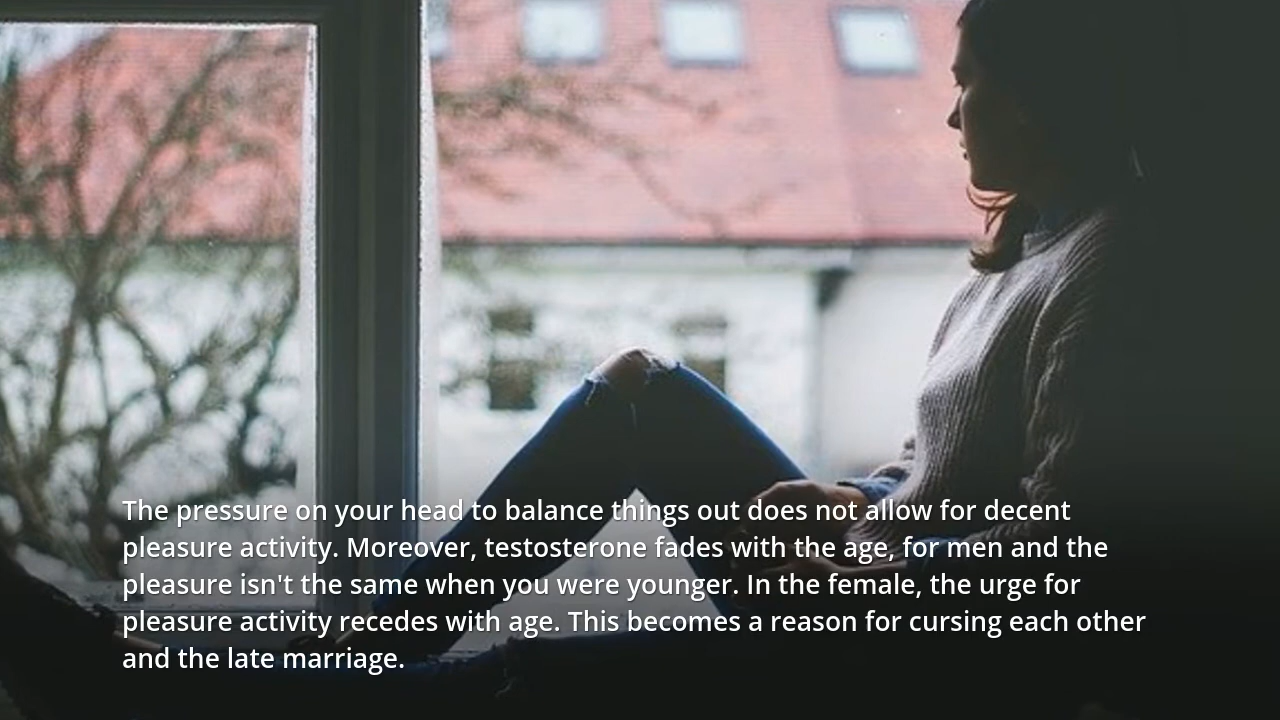 The pressure on your head to balance things out does not allow for decent
pleasure activity. Moreover, testosterone fades with the age, for men and the
pleasure isn't the same when you were younger. In the female, the urge for
pleasure activity recedes with age. This becomes a reason for cursing each other
and the late marriage.